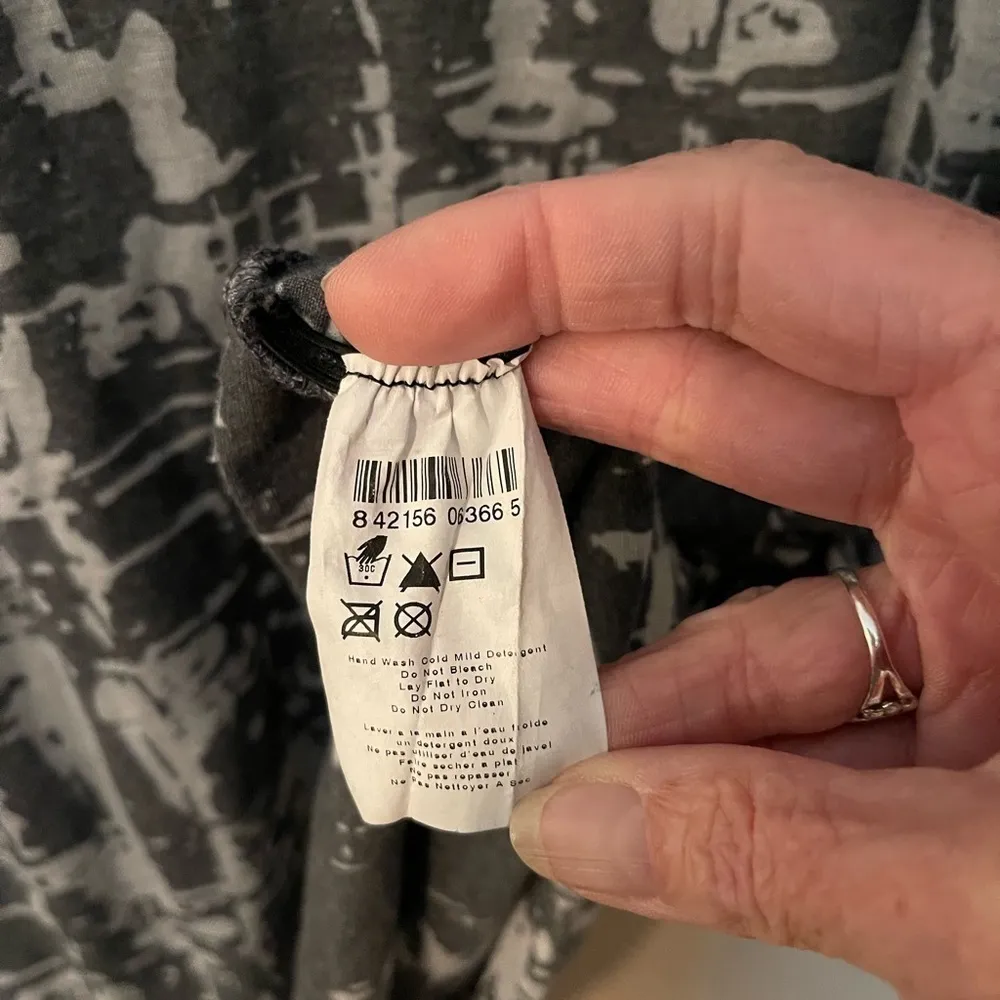 8 42156 06366 5
30C
Hand Wash Cold Mild Detergent
Do Not Bleach
Lay Flat to Dry
Do Not Iron
Do Not Dry Clean
Laver a la main a l'eau froide
un detergent doux
Ne pas utiliser d'eau de javel
Faire secher a plat
Ne pas repasser
Ne Pas Nettoyer A Sec